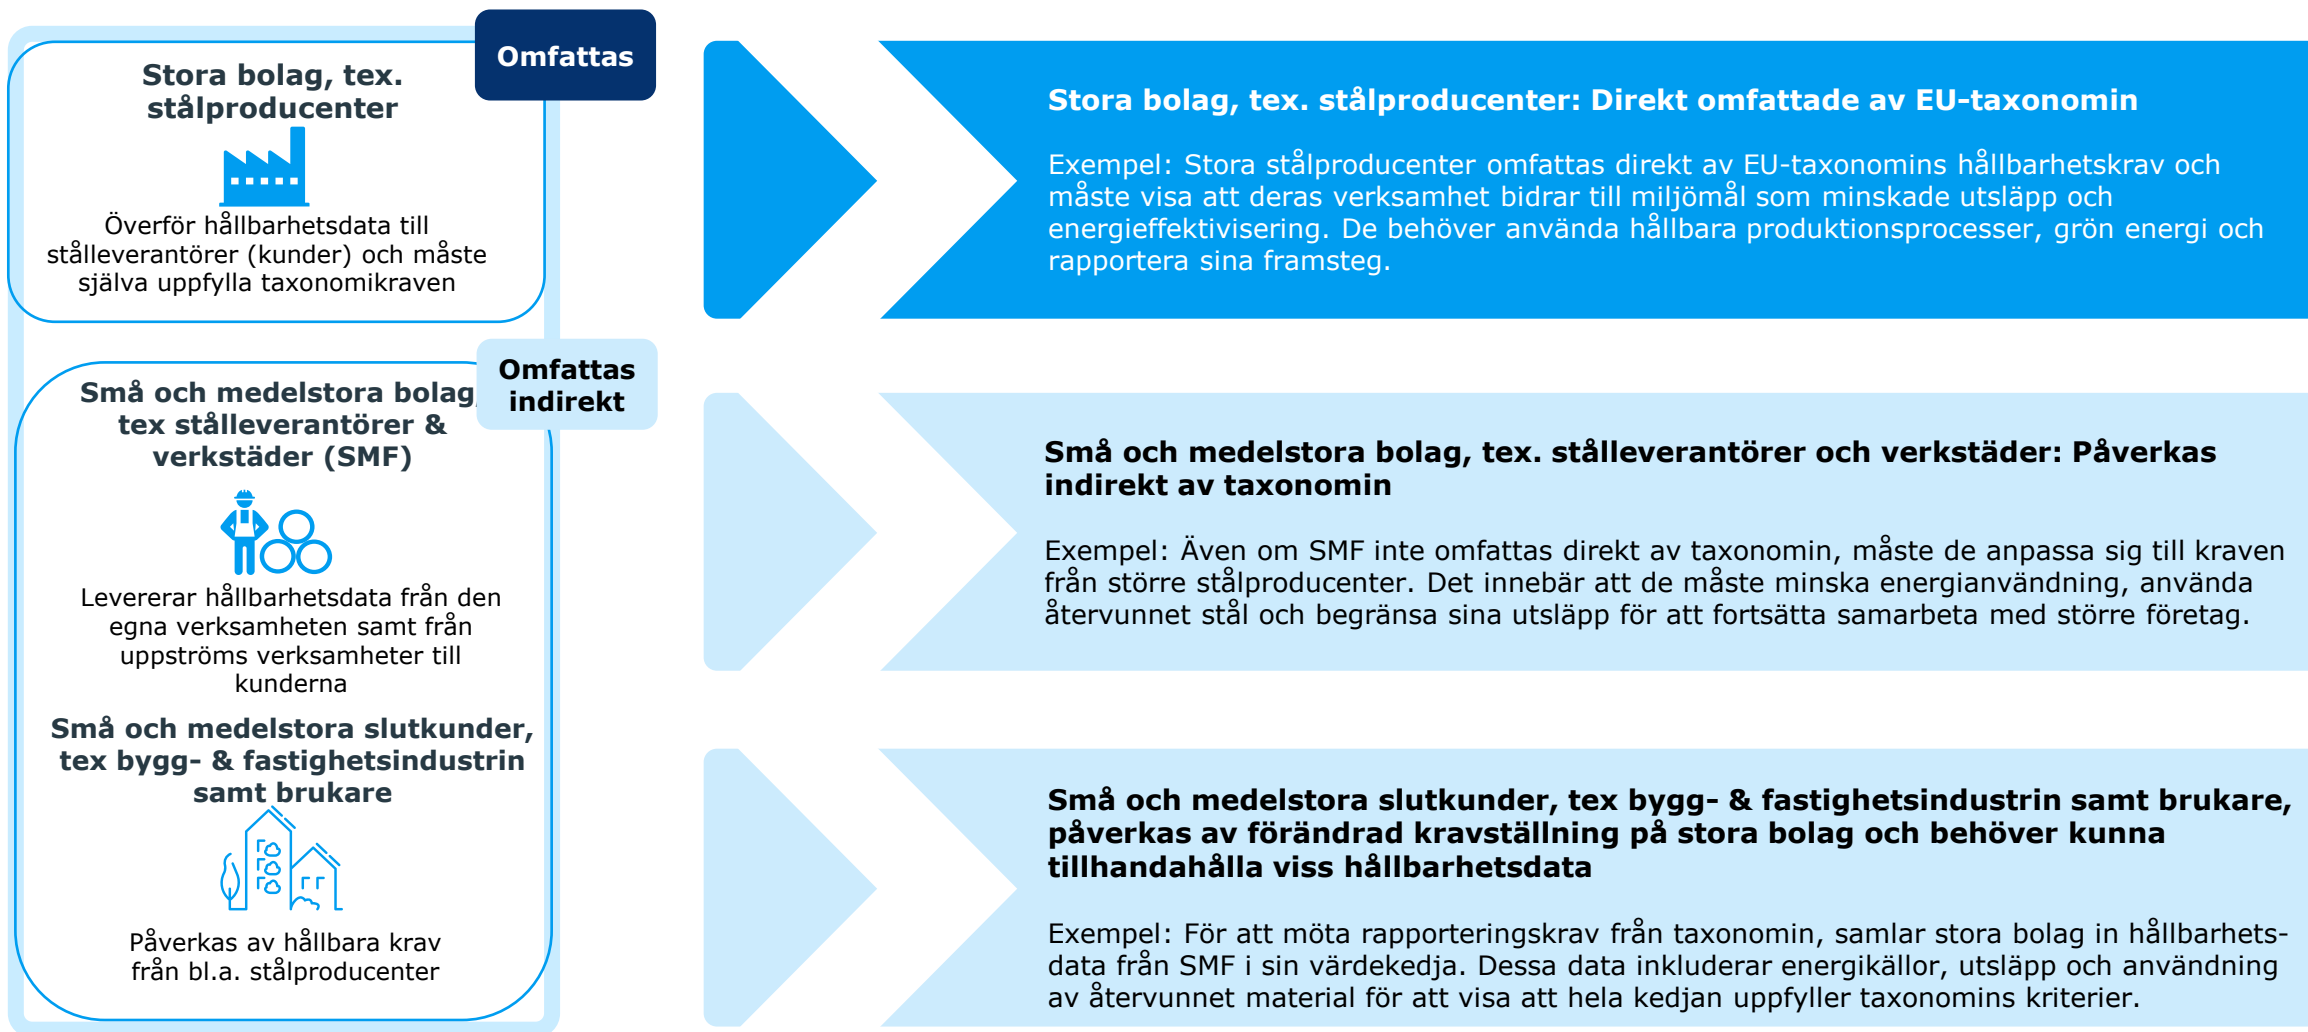 Omfattas
Stora bolag, tex.
stålproducenter
Överför hållbarhetsdata till
stålleverantörer (kunder) och måste
själva uppfylla taxonomikraven
Stora bolag, tex. stålproducenter: Direkt omfattade av EU-taxonomin
Exempel: Stora stålproducenter omfattas direkt av EU-taxonomins hållbarhetskrav och
måste visa att deras verksamhet bidrar till miljömål som minskade utsläpp och
energieffektivisering. De behöver använda hållbara produktionsprocesser, grön energi och
rapportera sina framsteg.
Omfattas
indirekt
Små och medelstora bolag,
tex stålleverantörer &
verkstäder (SMF)
Levererar hållbarhetsdata från den
egna verksamheten samt från
uppströms verksamheter till
kunderna
Små och medelstora bolag, tex. stålleverantörer och verkstäder: Påverkas
indirekt av taxonomin
Exempel: Även om SMF inte omfattas direkt av taxonomin, måste de anpassa sig till kraven
från större stålproducenter. Det innebär att de måste minska energianvändning, använda
återvunnet stål och begränsa sina utsläpp för att fortsätta samarbeta med större företag.
Små och medelstora slutkunder,
tex bygg- & fastighetsindustrin
samt brukare
Påverkas av hållbara krav
från bl.a. stålproducenter
Små och medelstora slutkunder, tex bygg- & fastighetsindustrin samt brukare,
påverkas av förändrad kravställning på stora bolag och behöver kunna
tillhandahålla viss hållbarhetsdata
Exempel: För att möta rapporteringskrav från taxonomin, samlar stora bolag in hållbarhets-
data från SMF i sin värdekedja. Dessa data inkluderar energikällor, utsläpp och användning
av återvunnet material för att visa att hela kedjan uppfyller taxonomins kriterier.